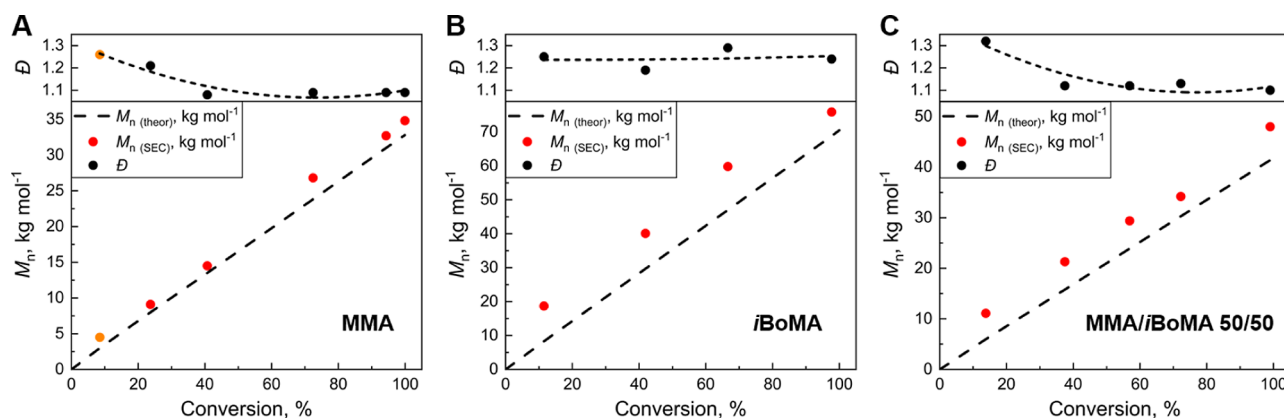 A
Đ
1.3
1.2
1.1
Mn (theor), kg mol-1
Mn (SEC), kg mol-1
Đ
Mn, kg mol-1
35
30
25
20
15
10
5
0
MMA
0 20 40 60 80 100
Conversion, %
B
Đ
1.3
1.2
1.1
Mn (theor), kg mol-1
Mn (SEC), kg mol-1
Đ
Mn, kg mol-1
70
60
50
40
30
20
10
0
iBoMA
0 20 40 60 80 100
Conversion, %
C
Đ
1.3
1.2
1.1
Mn (theor), kg mol-1
Mn (SEC), kg mol-1
Đ
Mn, kg mol-1
50
40
30
20
10
0
MMA/iBoMA 50/50
0 20 40 60 80 100
Conversion, %